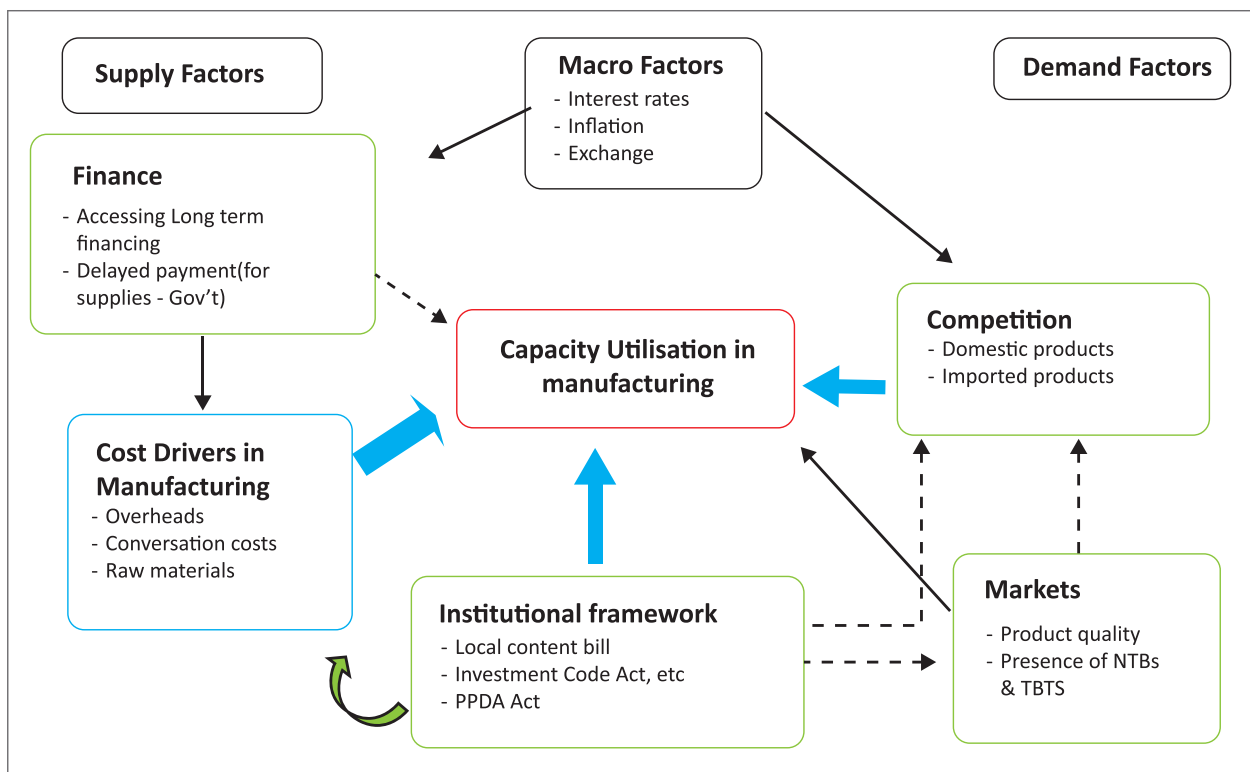 Supply Factors
Macro Factors
- Interest rates
- Inflation
- Exchange
Demand Factors
Finance
- Accessing Long term
financing
- Delayed payment(for
supplies - Gov’t)
Capacity Utilisation in
manufacturing
Competition
- Domestic products
- Imported products
Cost Drivers in
Manufacturing
- Overheads
- Conversation costs
- Raw materials
Institutional framework
- Local content bill
- Investment Code Act, etc
- PPDA Act
Markets
- Product quality
- Presence of NTBs
& TBTS